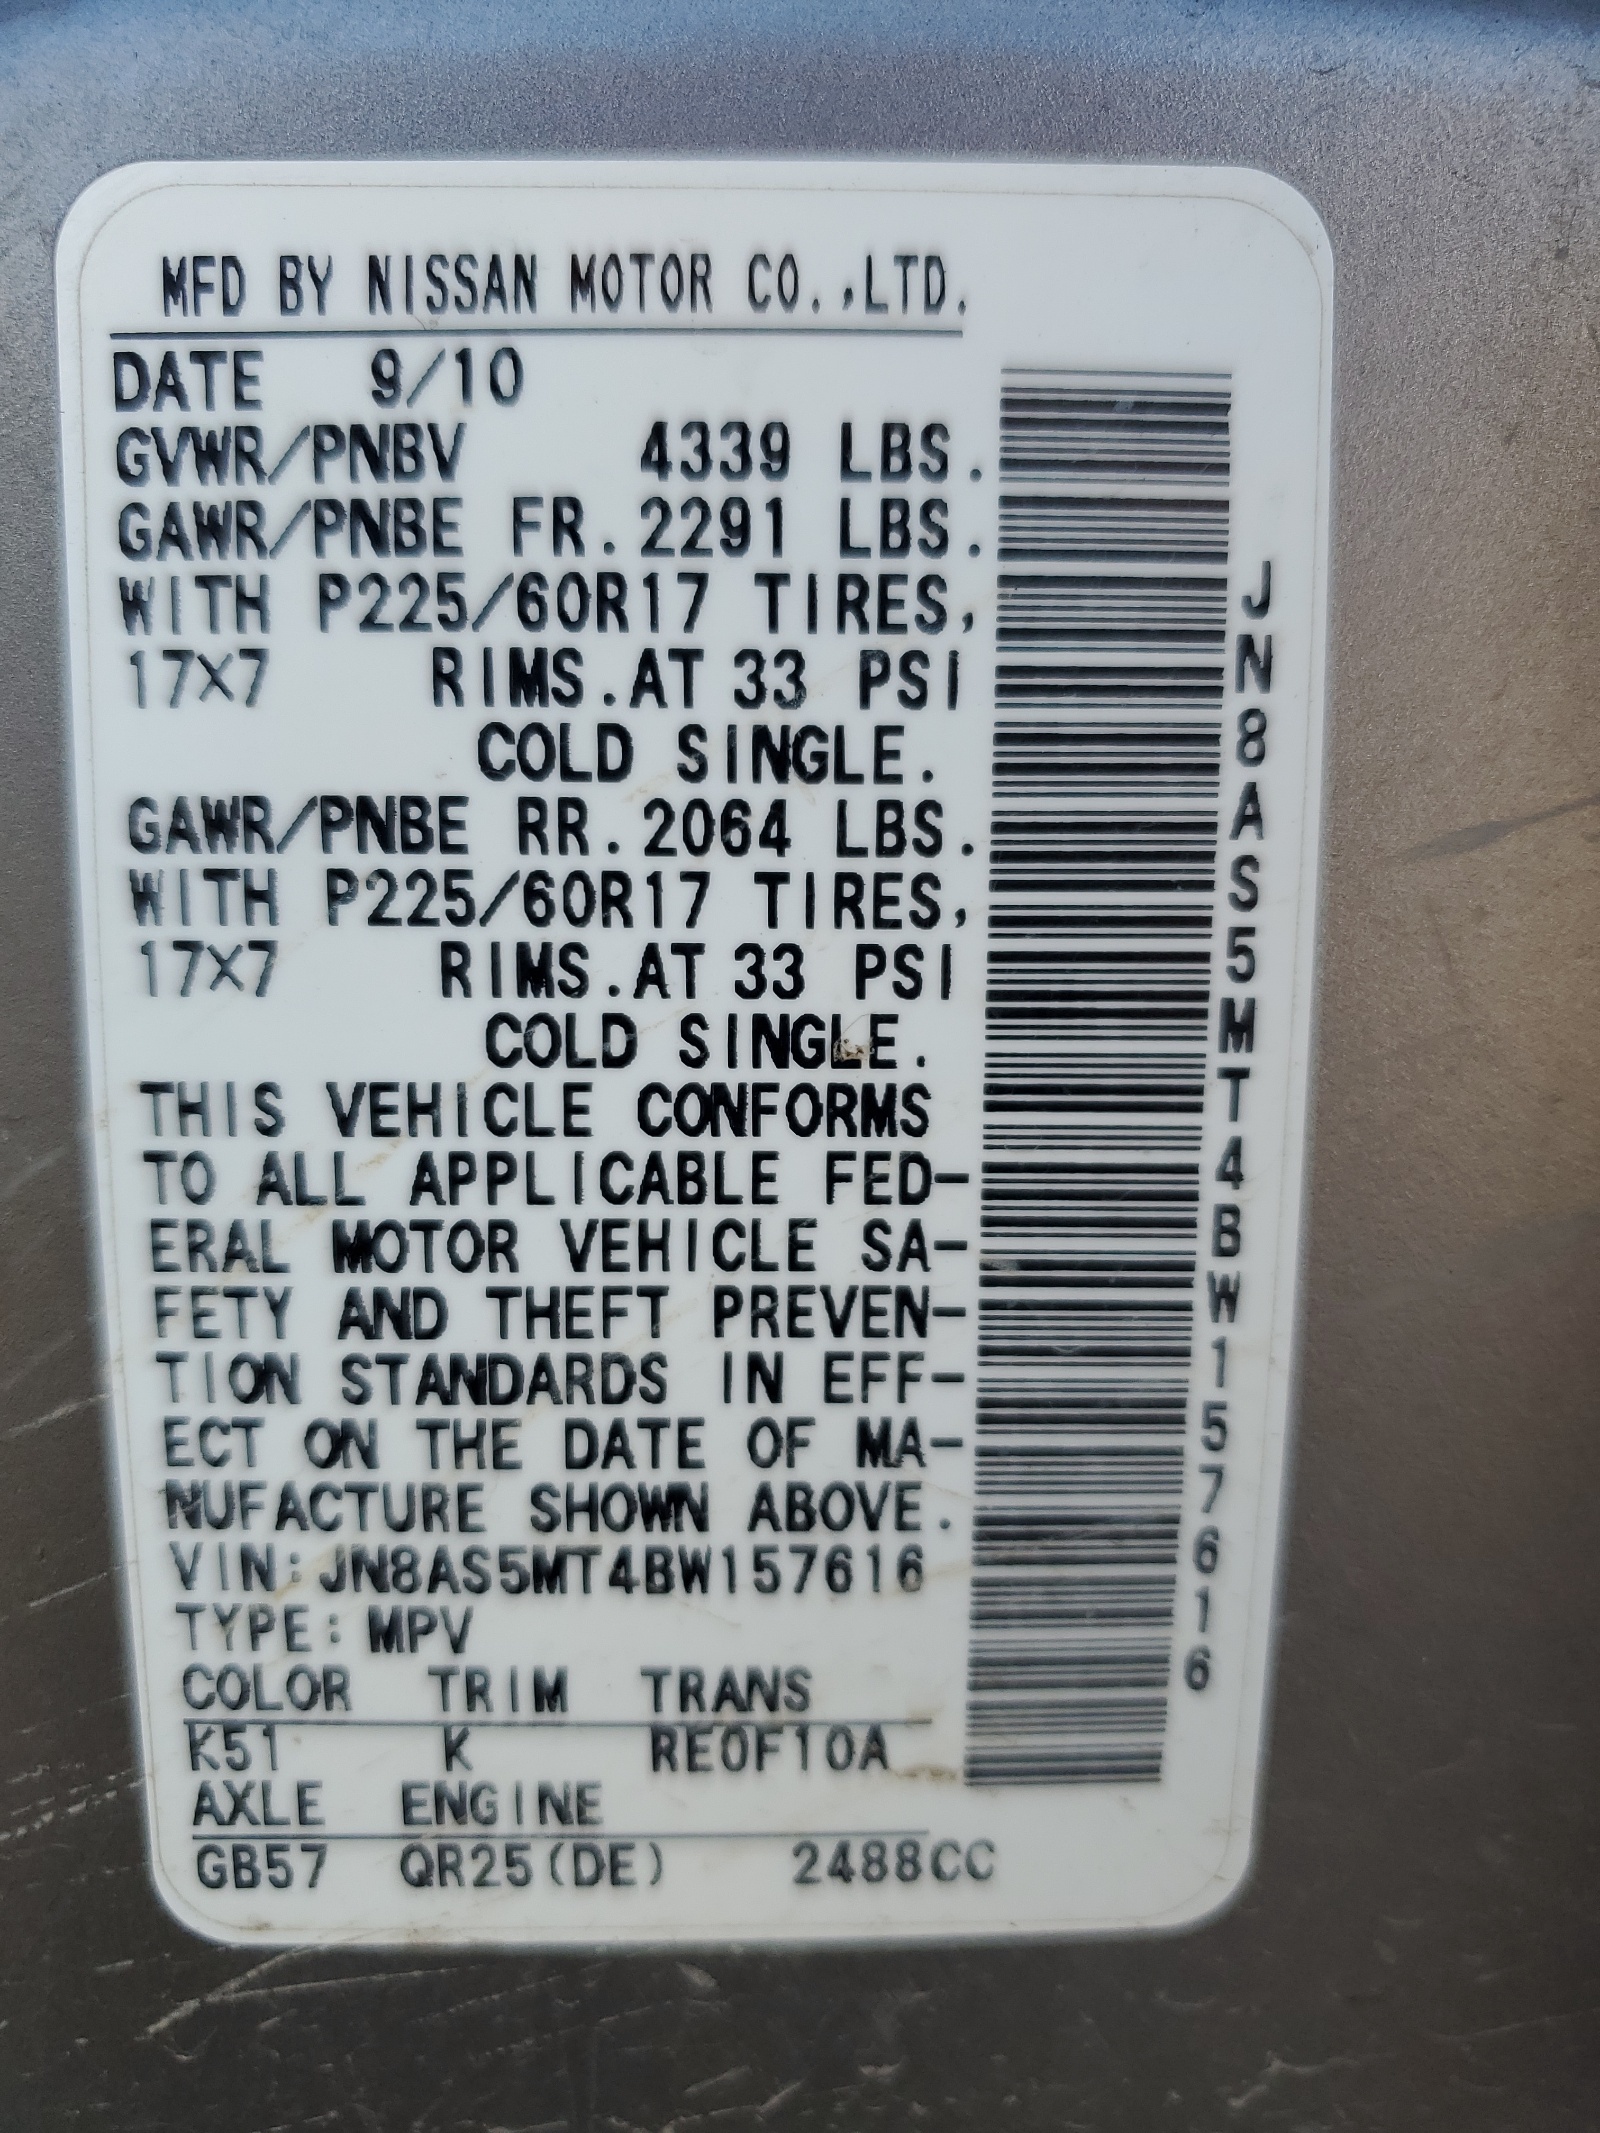 MFD BY NISSAN MOTOR CO.,LTD.
DATE 9/10
GVWR/PNBV 4339 LBS.
GAWR/PNBE FR.2291 LBS.
WITH P225/60R17 TIRES,
17X7 RIMS.AT 33 PSI
COLD SINGLE.
GAWR/PNBE RR.2064 LBS.
WITH P225/60R17 TIRES,
17X7 RIMS.AT 33 PSI
COLD SINGLE.
THIS VEHICLE CONFORMS
TO ALL APPLICABLE FED-
ERAL MOTOR VEHICLE SA-
FETY AND THEFT PREVEN-
TION STANDARDS IN EFF-
ECT ON THE DATE OF MA-
NUFACTURE SHOWN ABOVE.
VIN:JN8AS5MT4BW157616
TYPE:MPV
COLOR TRIM TRANS
K51 K RE0F10A
AXLE ENGINE
GB57 QR25(DE) 2488CC
JN8AS5MT4BW157616